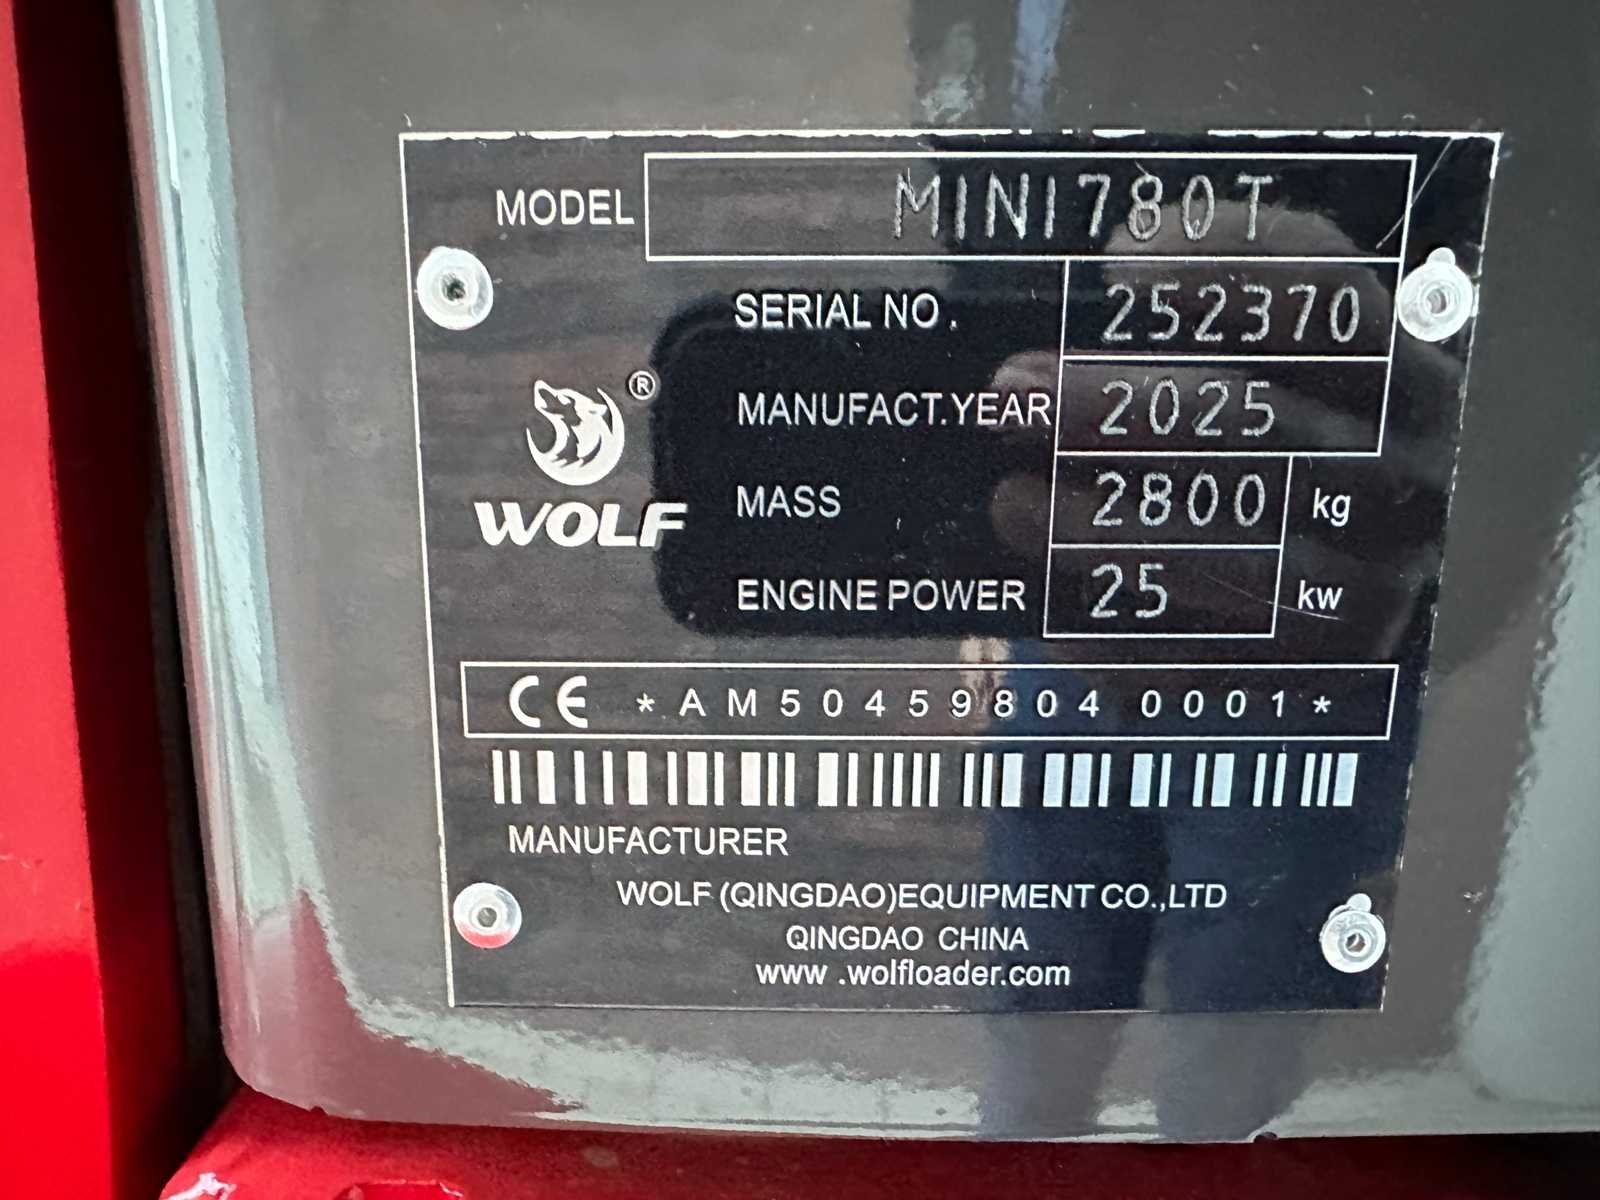 MODEL MINI780T
SERIAL NO. 252370
MANUFACT.YEAR 2025
®
WOLF
MASS 2800 kg
ENGINE POWER 25 kw
CE *AM50459804 0001*
MANUFACTURER
WOLF (QINGDAO)EQUIPMENT CO.,LTD
QINGDAO CHINA
www .wolfloader.com